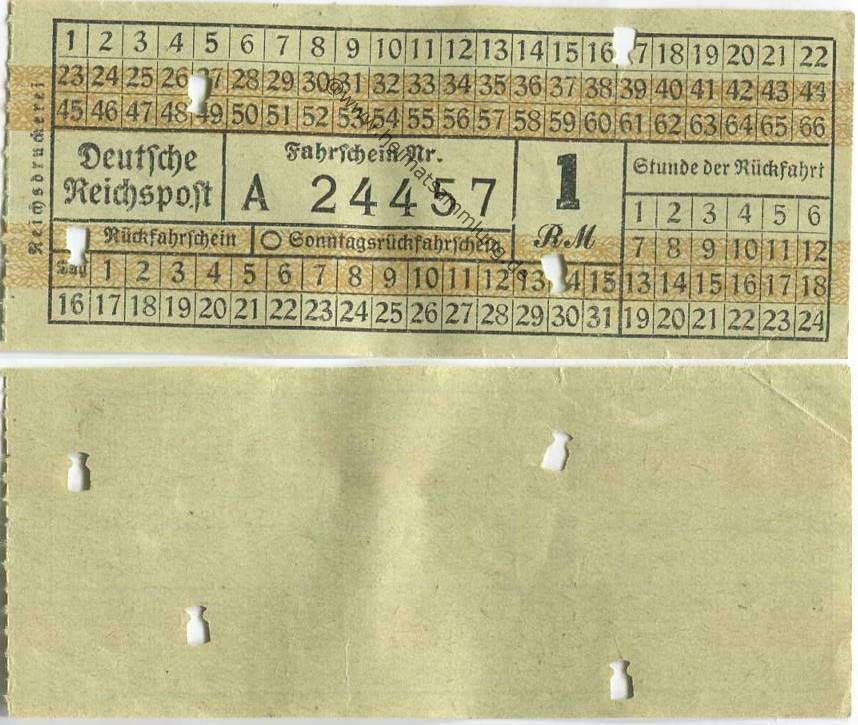 1 2 3 4 5 6 7 8 9 10 11 12 13 14 15 16 17 18 19 20 21 22
23 24 25 26 27 28 29 30 31 32 33 34 35 36 37 38 39 40 41 42 43 44
45 46 47 48 49 50 51 52 53 54 55 56 57 58 59 60 61 62 63 64 65 66
Reichsdruckerei
Deutsche
Reichspost
Fahrschein Nr.
A 24457
1
RM
Stunde der Rückfahrt
1 2 3 4 5 6
7 8 9 10 11 12
13 14 15 16 17 18
19 20 21 22 23 24
Rückfahrschein
Sonntagsrückfahrschein
Tag 1 2 3 4 5 6 7 8 9 10 11 12 13 14 15
16 17 18 19 20 21 22 23 24 25 26 27 28 29 30 31
www.heimatsammlung.de